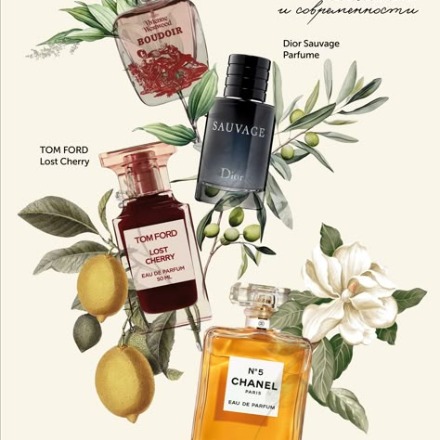 и современности
Vivienne
Westwood
BOUDOIR
Dior Sauvage
Parfume
SAUVAGE
Dior
TOM FORD
Lost Cherry
TOM FORD
LOST
CHERRY
EAU DE PARFUM
50 ML
N°5
CHANEL
PARIS
EAU DE PARFUM